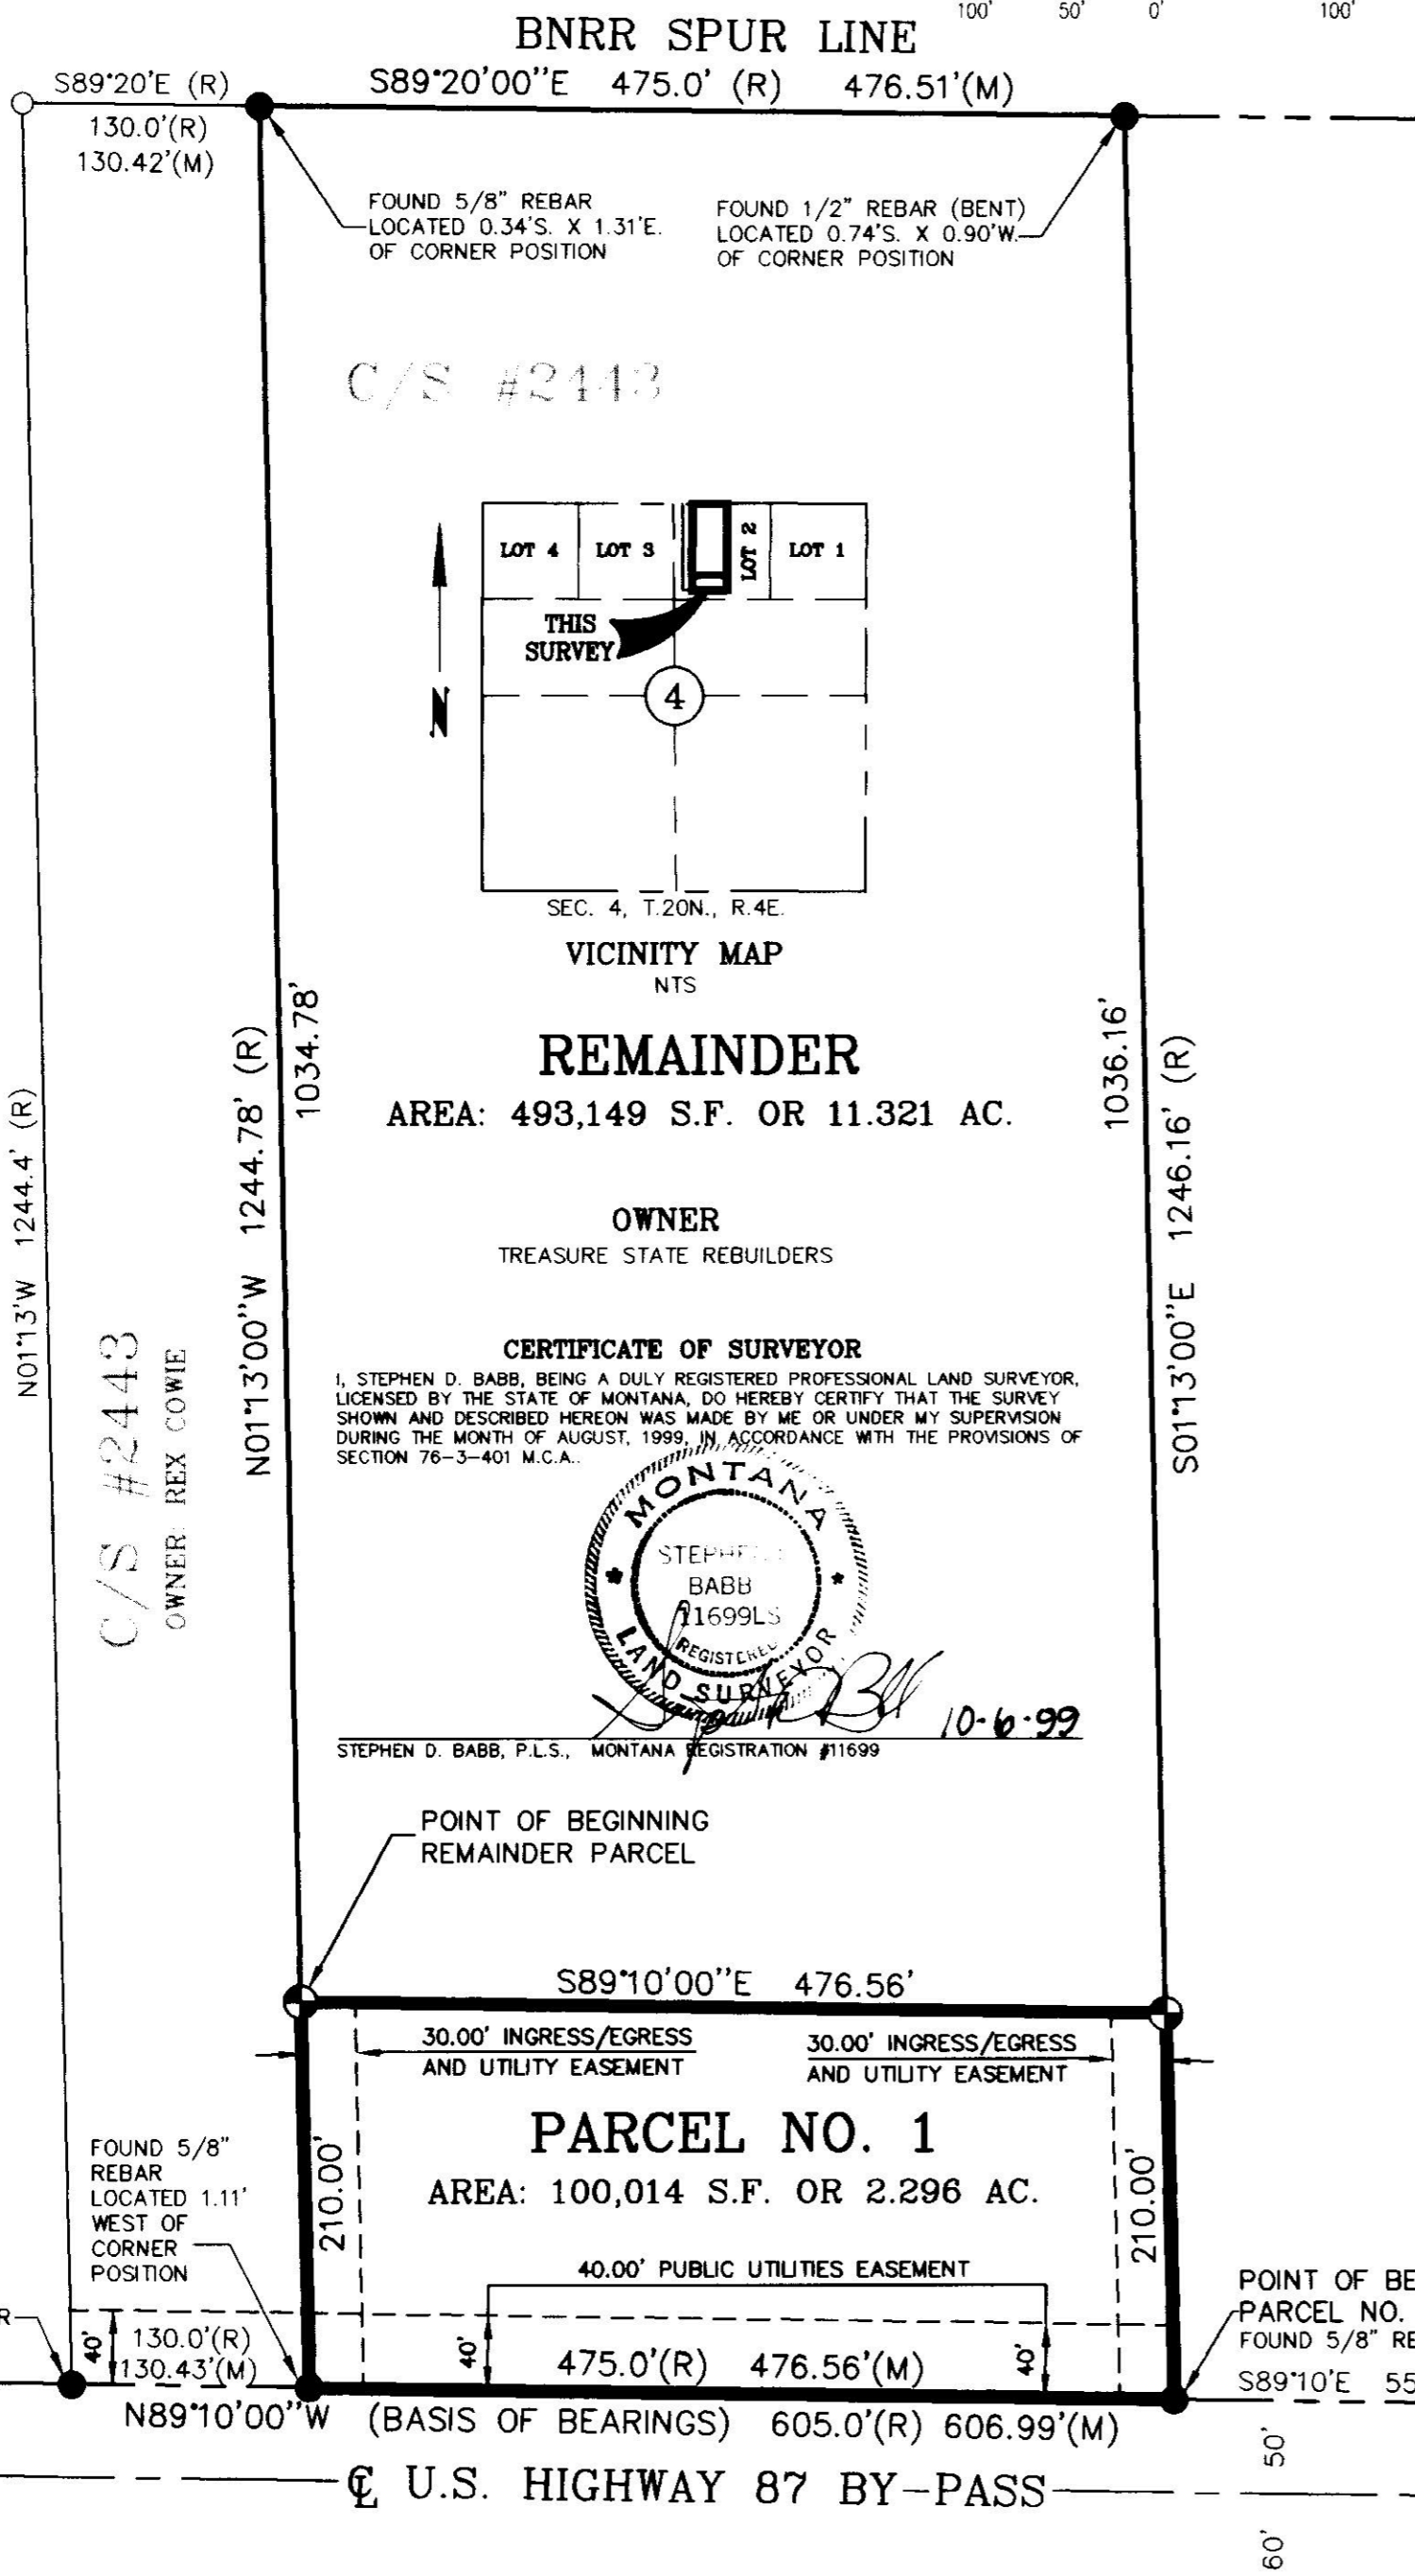 100' 50' 0' 100'
BNRR SPUR LINE
S89°20'E (R)
130.0'(R)
130.42'(M)
S89°20'00"E 475.0' (R) 476.51'(M)
FOUND 5/8" REBAR
LOCATED 0.34'S. X 1.31'E.
OF CORNER POSITION
FOUND 1/2" REBAR (BENT)
LOCATED 0.74'S. X 0.90'W.
OF CORNER POSITION
C/S #2443
LOT 4
LOT 3
LOT 2
LOT 1
THIS
SURVEY
4
N
SEC. 4, T.20N., R.4E.
VICINITY MAP
NTS
N01°13'W 1244.4' (R)
N01°13'00"W 1244.78' (R)
1034.78'
1036.16'
S01°13'00"E 1246.16' (R)
REMAINDER
AREA: 493,149 S.F. OR 11.321 AC.
OWNER
TREASURE STATE REBUILDERS
C/S #2443
OWNER: REX COWIE
CERTIFICATE OF SURVEYOR
I, STEPHEN D. BABB, BEING A DULY REGISTERED PROFESSIONAL LAND SURVEYOR,
LICENSED BY THE STATE OF MONTANA, DO HEREBY CERTIFY THAT THE SURVEY
SHOWN AND DESCRIBED HEREON WAS MADE BY ME OR UNDER MY SUPERVISION
DURING THE MONTH OF AUGUST, 1999, IN ACCORDANCE WITH THE PROVISIONS OF
SECTION 76-3-401 M.C.A..
MONTANA
BABB
11699LS
REGISTERED
LAND SURVEYOR
10-6-99
STEPHEN D. BABB, P.L.S., MONTANA REGISTRATION #11699
POINT OF BEGINNING
REMAINDER PARCEL
S89°10'00"E 476.56'
30.00' INGRESS/EGRESS
AND UTILITY EASEMENT
30.00' INGRESS/EGRESS
AND UTILITY EASEMENT
PARCEL NO. 1
AREA: 100,014 S.F. OR 2.296 AC.
210.00'
210.00'
FOUND 5/8"
REBAR
LOCATED 1.11'
WEST OF
CORNER
POSITION
40.00' PUBLIC UTILITIES EASEMENT
R
40'
130.0'(R)
130.43'(M)
40'
475.0'(R) 476.56'(M)
40'
POINT OF BE
PARCEL NO.
FOUND 5/8" RE
S89°10'E 55
N89°10'00"W (BASIS OF BEARINGS) 605.0'(R) 606.99'(M)
50'
℄ U.S. HIGHWAY 87 BY-PASS
60'